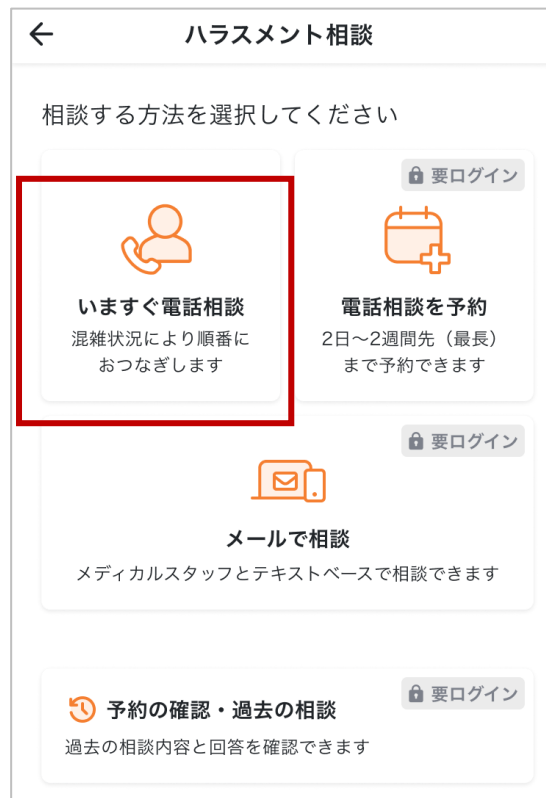 ハラスメント相談
相談する方法を選択してください
いますぐ電話相談
混雑状況により順番に
おつなぎします
要ログイン
電話相談を予約
2日〜2週間先（最長）
まで予約できます
要ログイン
メールで相談
メディカルスタッフとテキストベースで相談できます
要ログイン
予約の確認・過去の相談
過去の相談内容と回答を確認できます